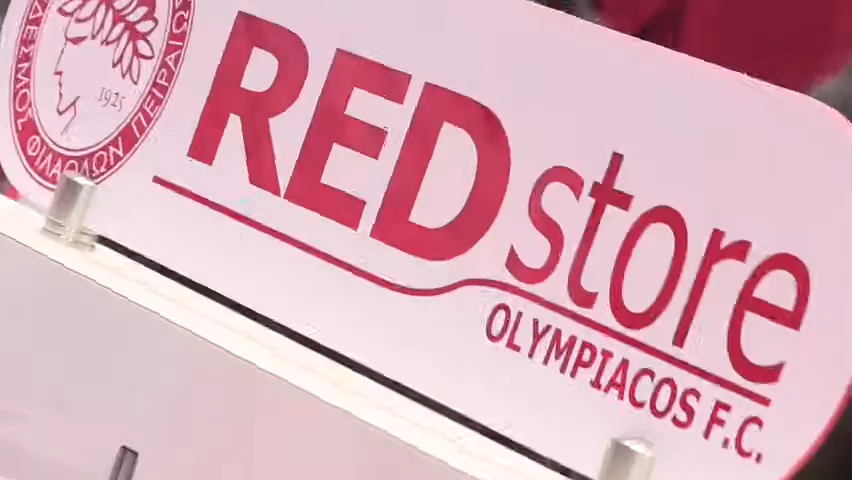 ΣΥΝΔΕΣΜΟΣ ΦΙΛΑΘΛΩΝ ΠΕΙΡΑΙΩΣ
1925
RED store
OLYMPIACOS F.C.